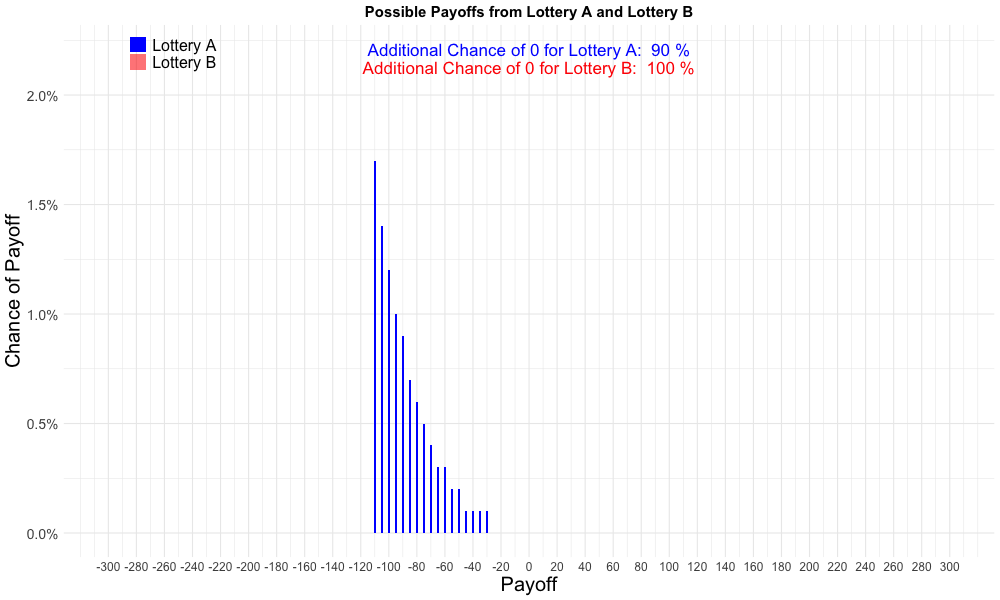 Possible Payoffs from Lottery A and Lottery B
Lottery A
Lottery B
Additional Chance of 0 for Lottery A:  90 %
Additional Chance of 0 for Lottery B:  100 %
Chance of Payoff
2.0%
1.5%
1.0%
0.5%
0.0%
-300 -280 -260 -240 -220 -200 -180 -160 -140 -120 -100 -80 -60 -40 -20 0 20 40 60 80 100 120 140 160 180 200 220 240 260 280 300
Payoff